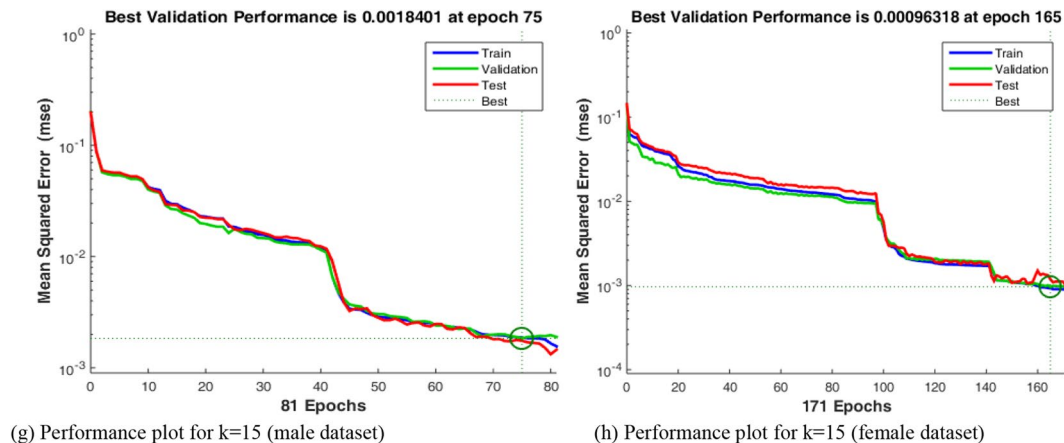 Best Validation Performance is 0.0018401 at epoch 75
10⁰
10⁻¹
10⁻²
10⁻³
Mean Squared Error (mse)
Train
Validation
Test
Best
0 10 20 30 40 50 60 70 80
81 Epochs
(g) Performance plot for k=15 (male dataset)
Best Validation Performance is 0.00096318 at epoch 165
10⁰
10⁻¹
10⁻²
10⁻³
10⁻⁴
Mean Squared Error (mse)
Train
Validation
Test
Best
0 20 40 60 80 100 120 140 160
171 Epochs
(h) Performance plot for k=15 (female dataset)